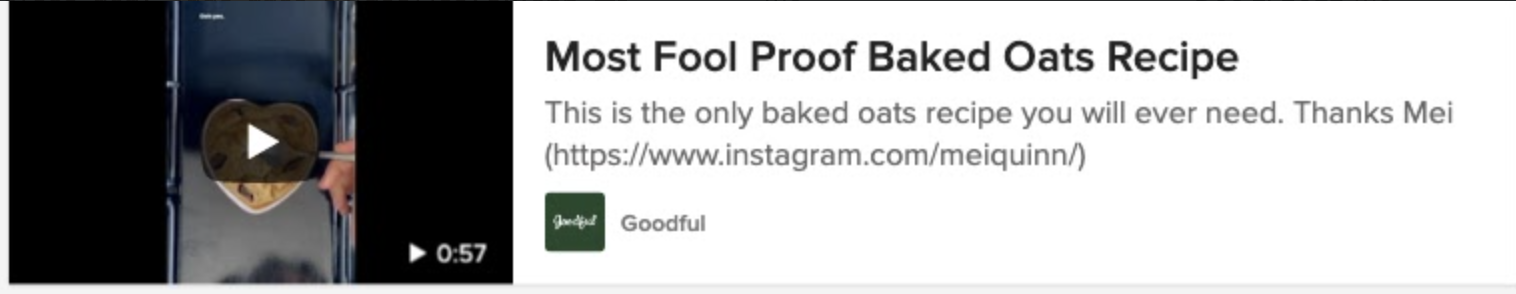 Most Fool Proof Baked Oats Recipe
This is the only baked oats recipe you will ever need. Thanks Mei
(https://www.instagram.com/meiquinn/)
goodful
Goodful
0:57